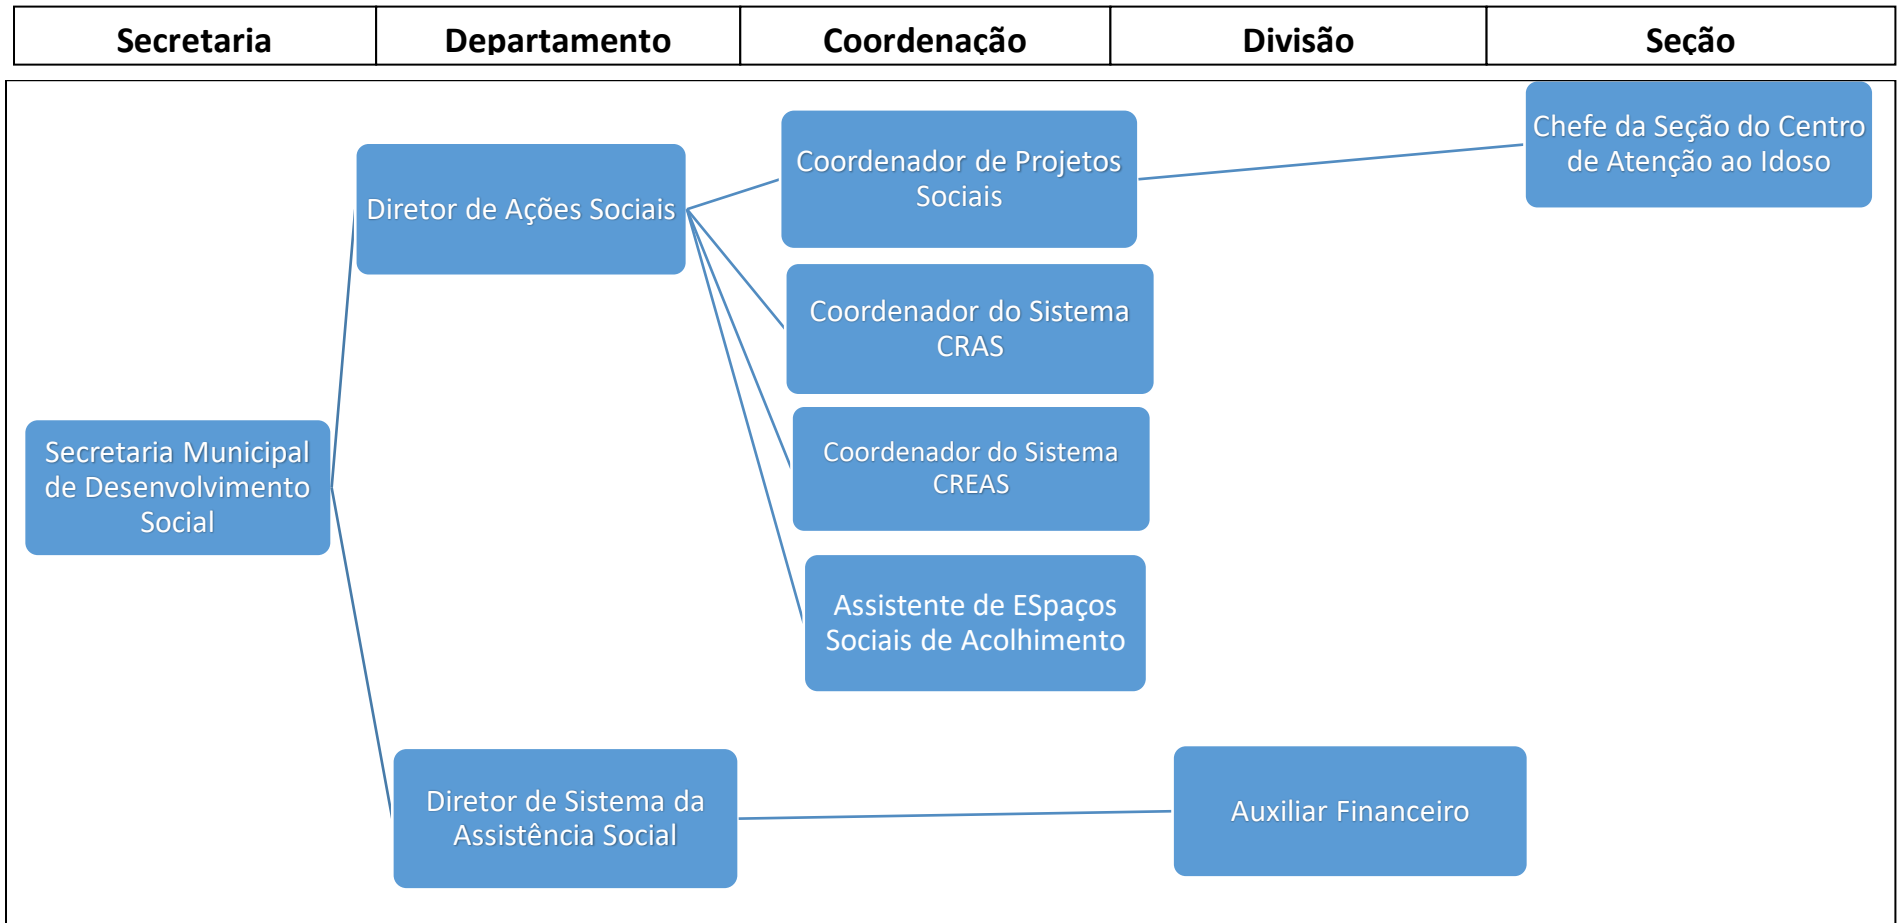 Secretaria
Departamento
Coordenação
Divisão
Seção
Chefe da Seção do Centro
de Atenção ao Idoso
Coordenador de Projetos
Sociais
Diretor de Ações Sociais
Coordenador do Sistema
CRAS
Secretaria Municipal
de Desenvolvimento
Social
Coordenador do Sistema
CREAS
Assistente de ESpaços
Sociais de Acolhimento
Diretor de Sistema da
Assistência Social
Auxiliar Financeiro